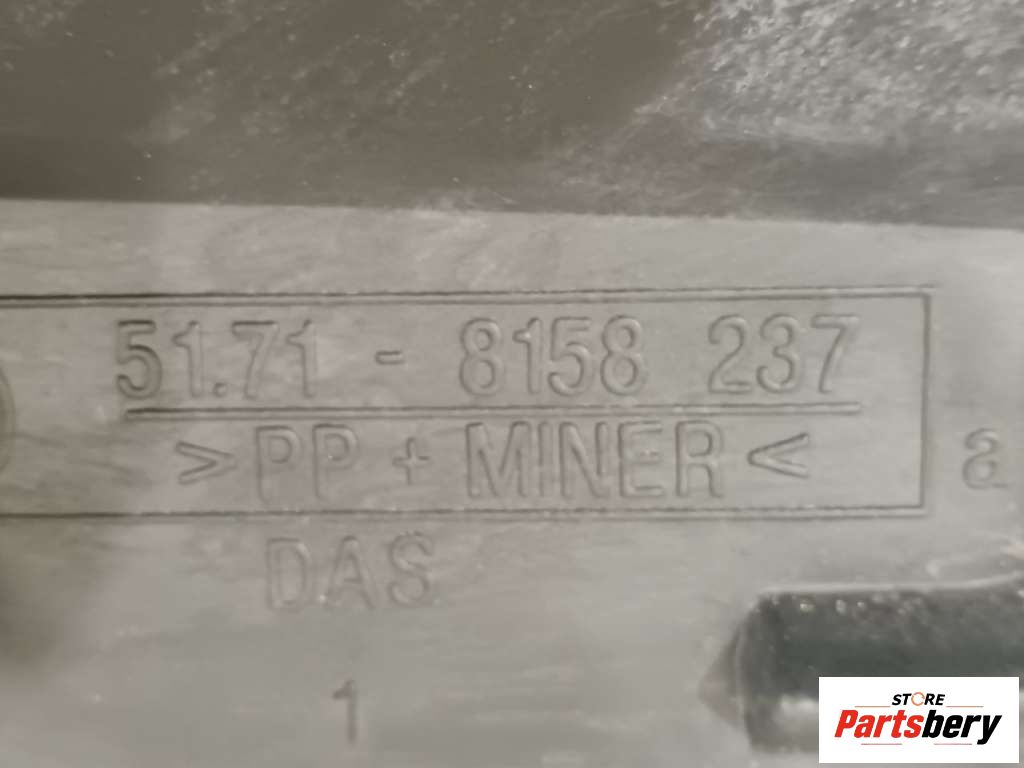 51.71 - 8158 237
>PP + MINER<
a
DAS
1
STORE
Partsbery